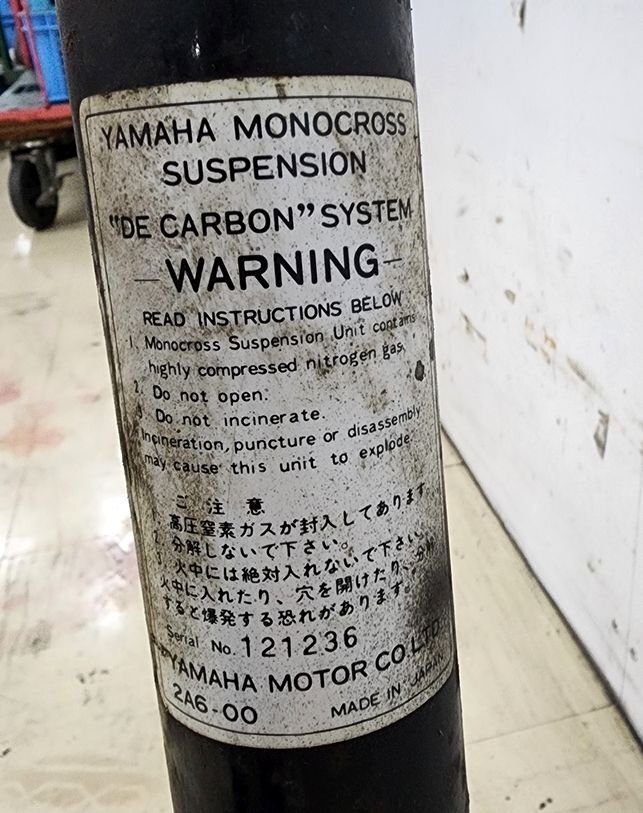 YAMAHA MONOCROSS
SUSPENSION
"DE CARBON" SYSTEM
WARNING
READ INSTRUCTIONS BELOW
1. Monocross Suspension Unit contains
highly compressed nitrogen gas.
2. Do not open.
3. Do not incinerate.
Incineration, puncture or disassembly
may cause this unit to explode.
ご注意
高圧窒素ガスが封入してあります
2. 分解しないで下さい。
3. 火中には絶対入れないで下さい。
火中に入れたり、穴を開けたり、分解
すると爆発する恐れがあります。
Serial No. 121236
YAMAHA MOTOR CO LTD.
2A6-00 MADE IN JAPAN